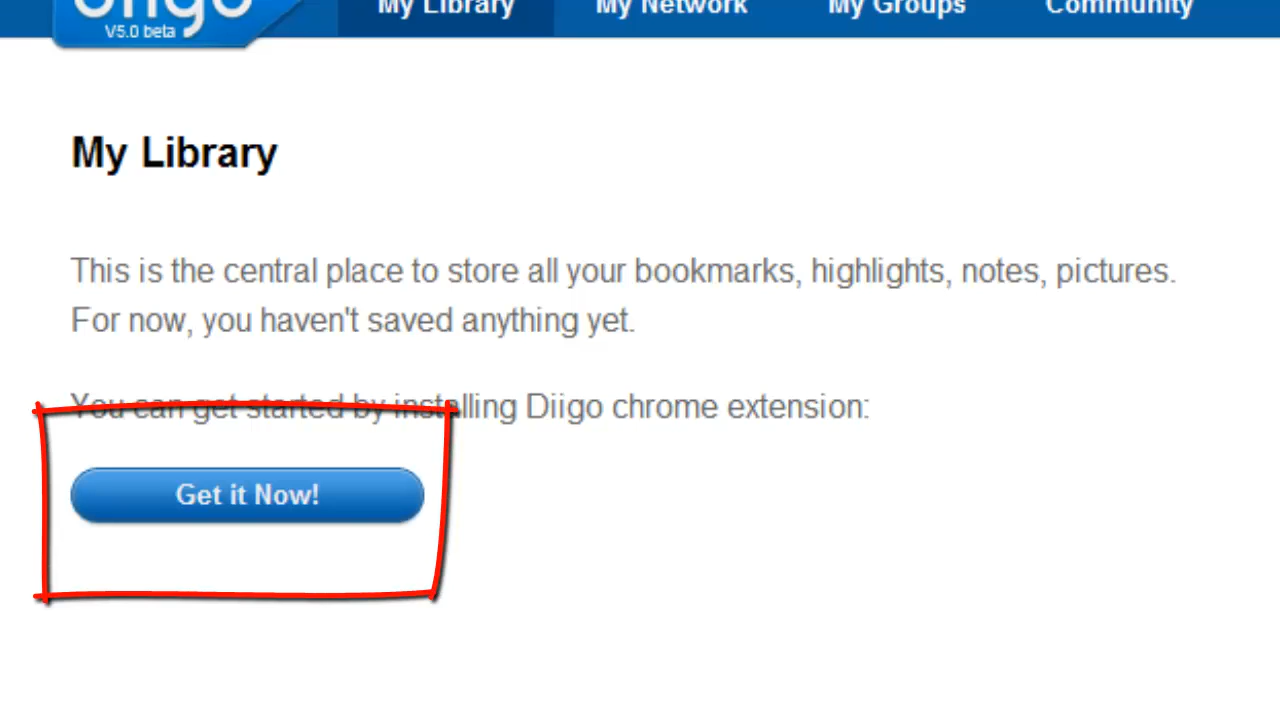 diigo
My Library My Network My Groups Community
V5.0 beta
My Library
This is the central place to store all your bookmarks, highlights, notes, pictures.
For now, you haven't saved anything yet.
You can get started by installing Diigo chrome extension:
Get it Now!